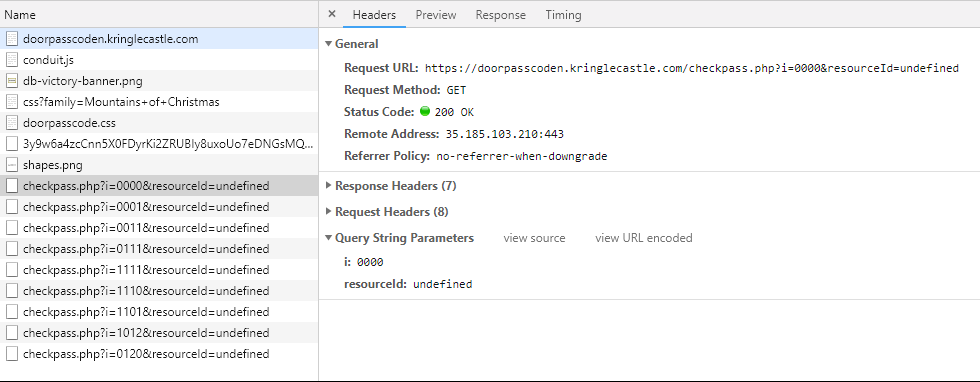 Name
doorpasscoden.kringlecastle.com
conduit.js
db-victory-banner.png
css?family=Mountains+of+Christmas
doorpasscode.css
3y9w6a4zcCnn5X0FDyrKi2ZRUBIy8uxoUo7eDNGsMQ...
shapes.png
checkpass.php?i=0000&resourceId=undefined
checkpass.php?i=0001&resourceId=undefined
checkpass.php?i=0011&resourceId=undefined
checkpass.php?i=0111&resourceId=undefined
checkpass.php?i=1111&resourceId=undefined
checkpass.php?i=1110&resourceId=undefined
checkpass.php?i=1101&resourceId=undefined
checkpass.php?i=1012&resourceId=undefined
checkpass.php?i=0120&resourceId=undefined
× Headers Preview Response Timing
General
Request URL: https://doorpasscoden.kringlecastle.com/checkpass.php?i=0000&resourceId=undefined
Request Method: GET
Status Code: 200 OK
Remote Address: 35.185.103.210:443
Referrer Policy: no-referrer-when-downgrade
Response Headers (7)
Request Headers (8)
Query String Parameters view source view URL encoded
i: 0000
resourceId: undefined